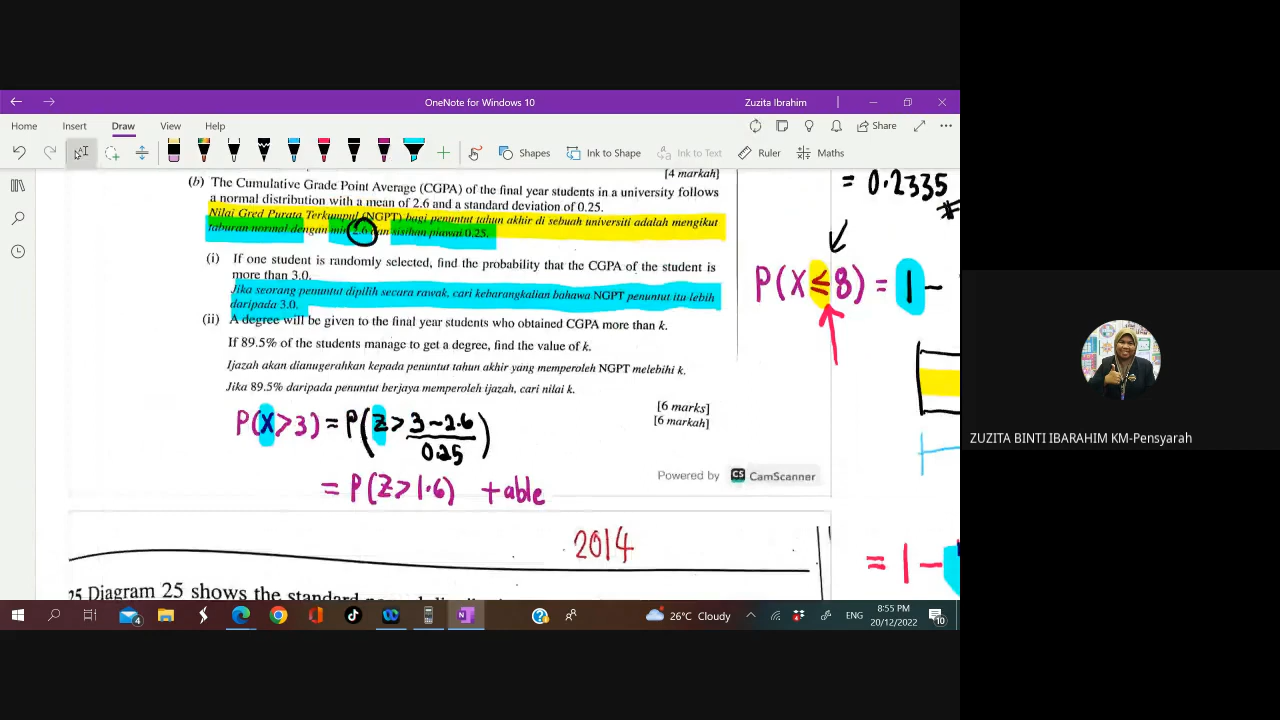 OneNote for Windows 10
Zuzita Ibrahim
Home Insert Draw View Help
Share
Shapes Ink to Shape Ink to Text Ruler Maths
[4 markah]
(b) The Cumulative Grade Point Average (CGPA) of the final year students in a university follows
a normal distribution with a mean of 2.6 and a standard deviation of 0.25.
Nilai Gred Purata Terkumpul (NGPT) bagi penuntut tahun akhir di sebuah universiti adalah mengikut
taburan normal dengan min 2.6 dan sisihan piawai 0.25.
(i) If one student is randomly selected, find the probability that the CGPA of the student is
more than 3.0.
Jika seorang penuntut dipilih secara rawak, cari kebarangkalian bahawa NGPT penuntut itu lebih
daripada 3.0.
(ii) A degree will be given to the final year students who obtained CGPA more than k.
If 89.5% of the students manage to get a degree, find the value of k.
Ijazah akan dianugerahkan kepada penuntut tahun akhir yang memperoleh NGPT melebihi k.
Jika 89.5% daripada penuntut berjaya memperoleh ijazah, cari nilai k.
[6 marks]
[6 markah]
P(X>3) = P(Z > 3-2.6
0.25)
= P(Z>1.6) table
Powered by CS CamScanner
2014
25 Diagram 25 shows the
= 0.2335
P(X ≤ 8) = 1 -
= 1 -
ZUZITA BINTI IBARAHIM KM-Pensyarah
26°C Cloudy
ENG
8:55 PM
20/12/2022